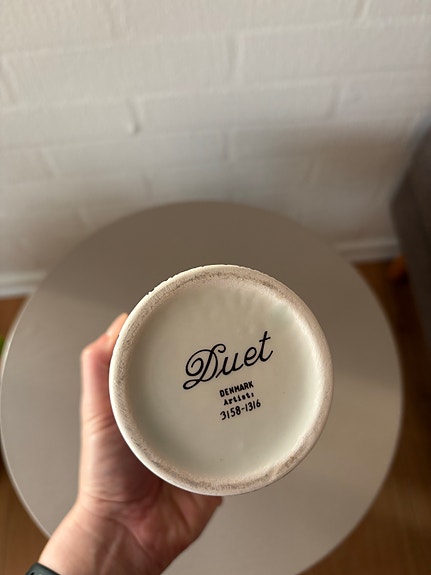 Duet
DENMARK
Artist:
3158-1316